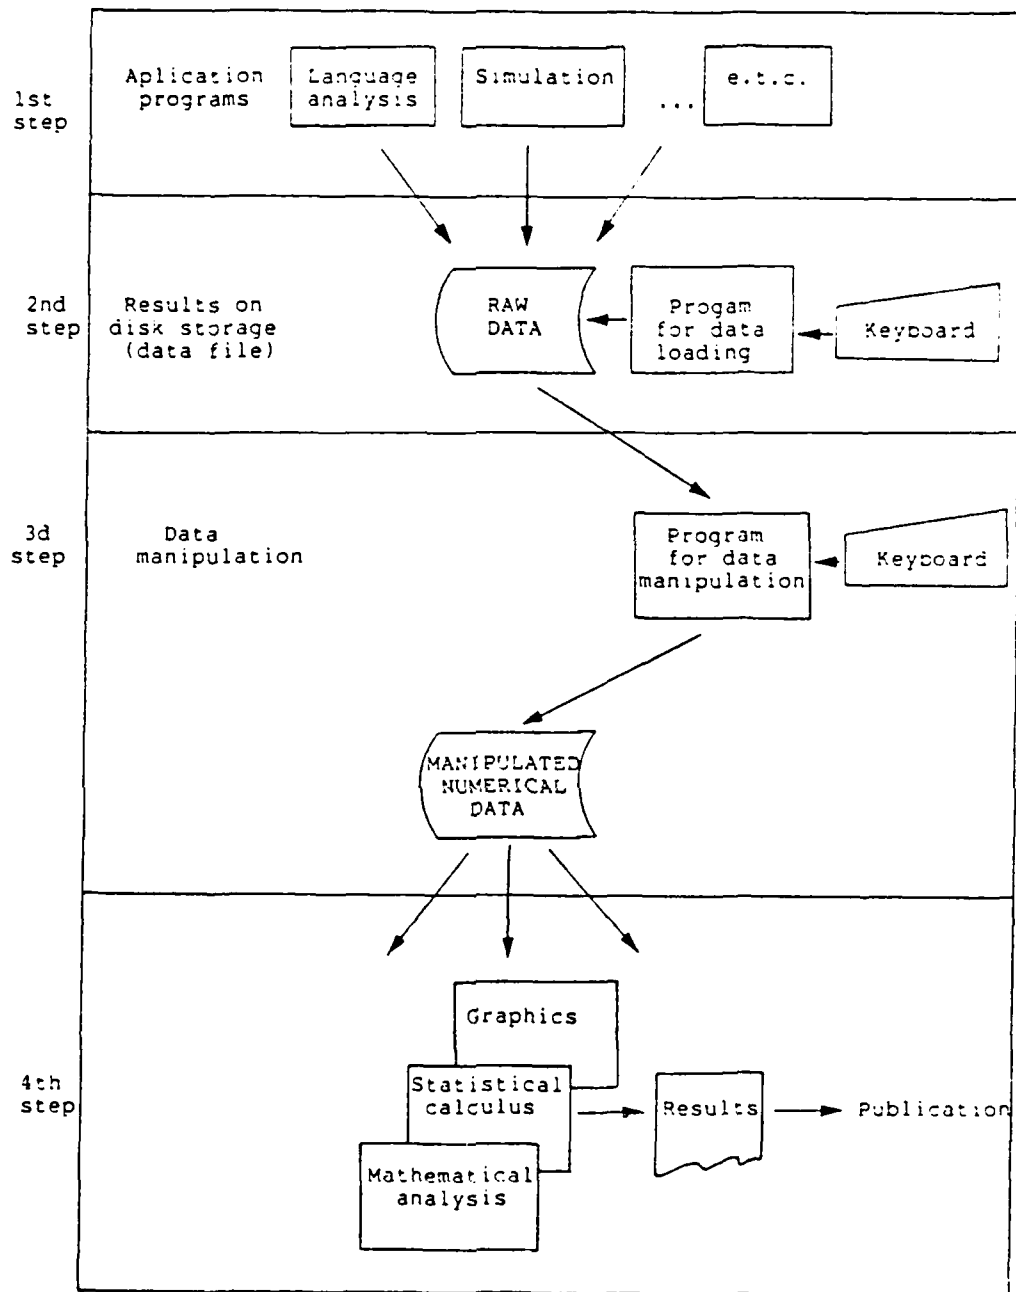 1st
step
Aplication
programs
Language
analysis
Simulation
...
e.t.c.
2nd
step
Results on
disk storage
(data file)
RAW
DATA
Progam
for data
loading
Keyboard
3d
step
Data
manipulation
Program
for data
manipulation
Keyboard
MANIPULATED
NUMERICAL
DATA
4th
step
Graphics
Statistical
calculus
Mathematical
analysis
Results
Publication